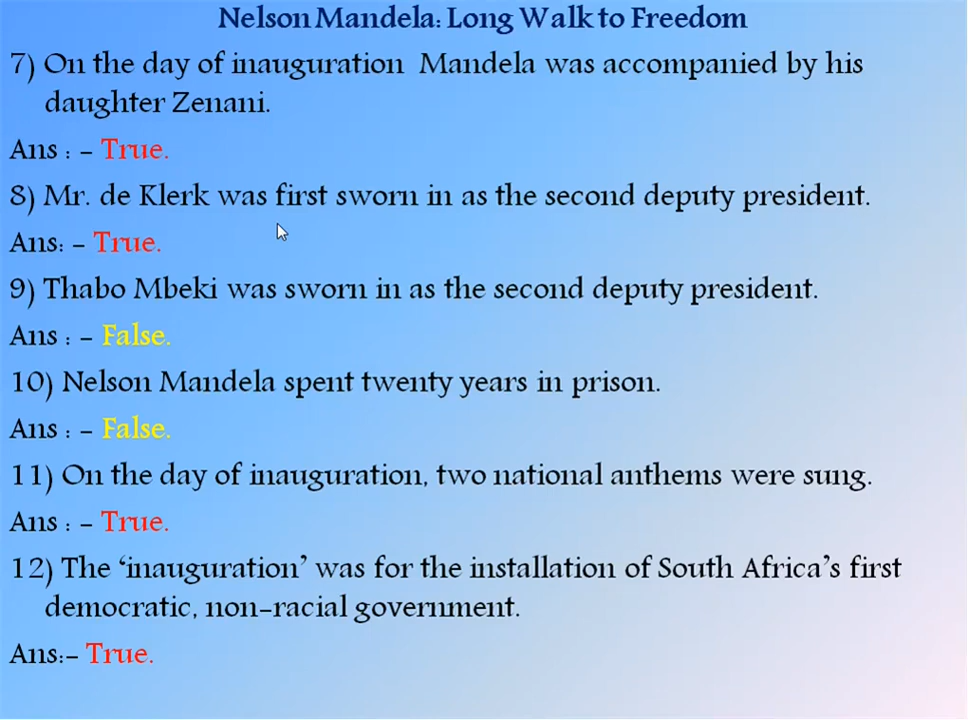 Nelson Mandela: Long Walk to Freedom
7) On the day of inauguration Mandela was accompanied by his
daughter Zenani.
Ans : – True.
8) Mr. de Klerk was first sworn in as the second deputy president.
Ans: – True.
9) Thabo Mbeki was sworn in as the second deputy president.
Ans : – False.
10) Nelson Mandela spent twenty years in prison.
Ans : – False.
11) On the day of inauguration, two national anthems were sung.
Ans : – True.
12) The ‘inauguration’ was for the installation of South Africa’s first
democratic, non-racial government.
Ans:– True.